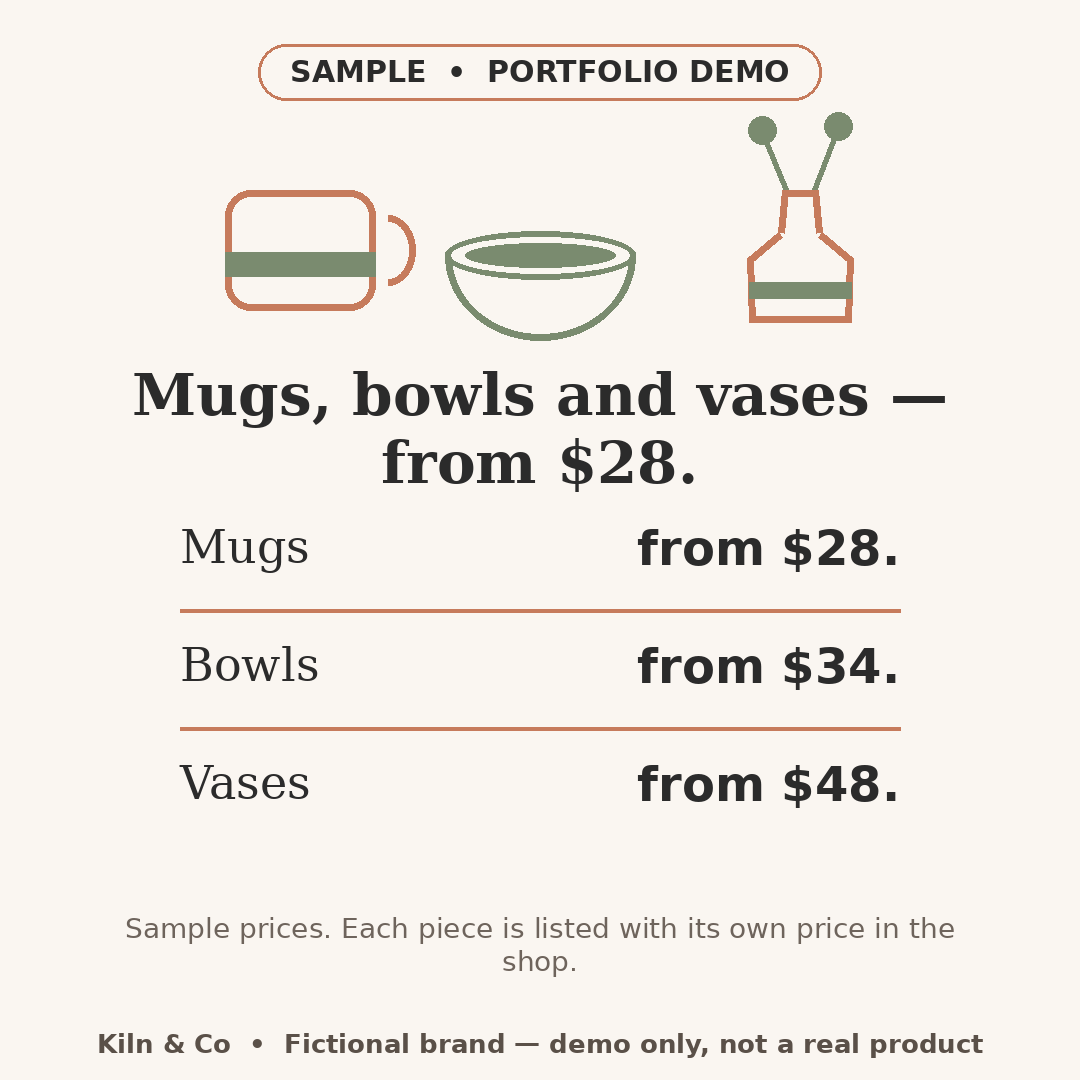 SAMPLE • PORTFOLIO DEMO
Mugs, bowls and vases —
from $28.
Mugs from $28.
Bowls from $34.
Vases from $48.
Sample prices. Each piece is listed with its own price in the
shop.
Kiln & Co • Fictional brand — demo only, not a real product